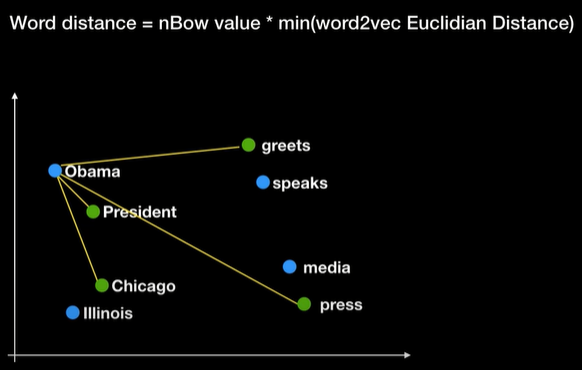 Word distance = nBow value * min(word2vec Euclidian Distance)
greets
Obama
speaks
President
media
Chicago
press
Illinois